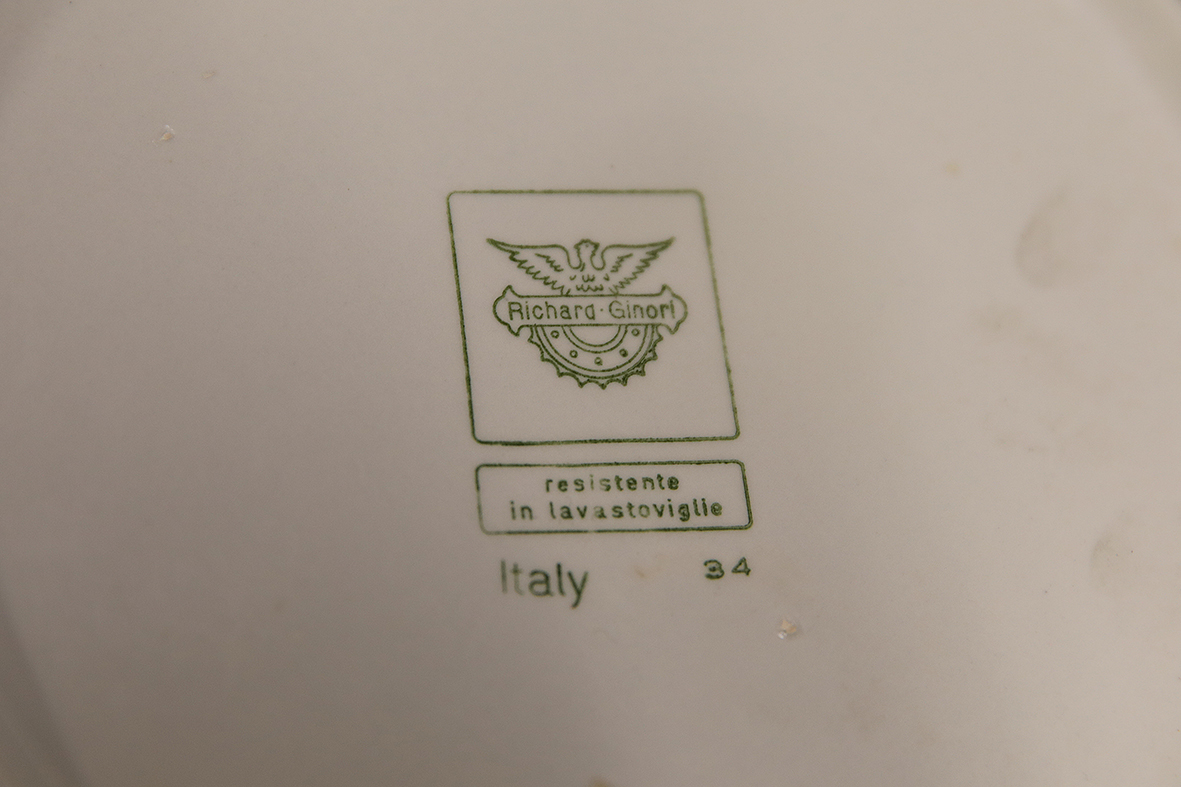 Richard·Ginori
resistente
in lavastoviglie
Italy 34